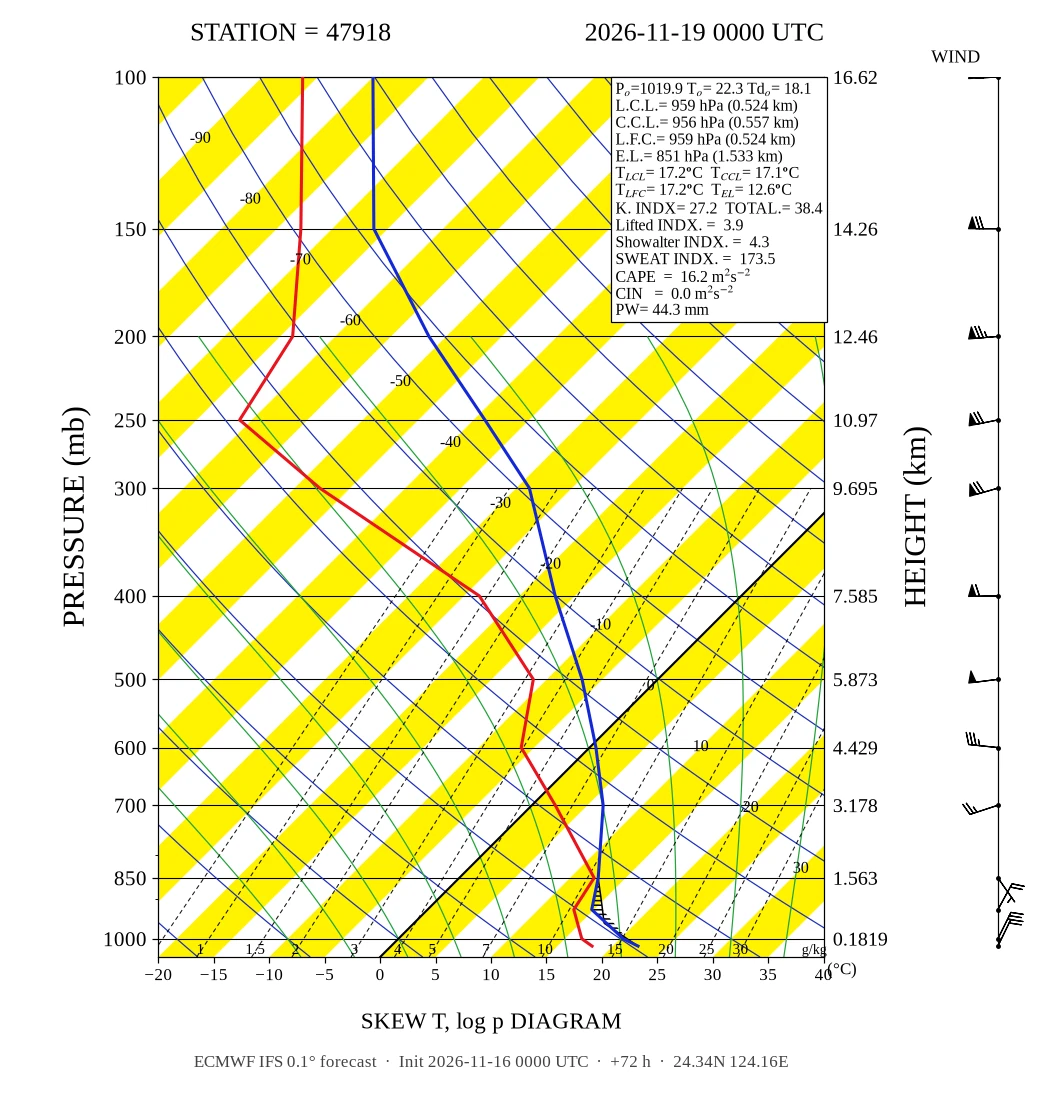 STATION = 47918 2026-11-19 0000 UTC
WIND
100 16.62
Pₒ=1019.9 Tₒ= 22.3 Tdₒ= 18.1
L.C.L.= 959 hPa (0.524 km)
C.C.L.= 956 hPa (0.557 km)
L.F.C.= 959 hPa (0.524 km)
E.L.= 851 hPa (1.533 km)
T_LCL= 17.2°C T_CCL= 17.1°C
T_LFC= 17.2°C T_EL= 12.6°C
K. INDX= 27.2 TOTAL.= 38.4
Lifted INDX. = 3.9
Showalter INDX. = 4.3
SWEAT INDX. = 173.5
CAPE = 16.2 m²s⁻²
CIN = 0.0 m²s⁻²
PW= 44.3 mm
-90
-80
150 14.26
-70
-60
200 12.46
-50
250 10.97
-40
300 9.695
-30
PRESSURE (mb)
HEIGHT (km)
-20
400 7.585
-10
500 5.873
0
10
600 4.429
700 3.178
20
30
850 1.563
1000 0.1819
1 1.5 2 3 4 5 7 10 15 20 25 30 g/kg
−20 −15 −10 −5 0 5 10 15 20 25 30 35 40 (°C)
SKEW T, log p DIAGRAM
ECMWF IFS 0.1° forecast · Init 2026-11-16 0000 UTC · +72 h · 24.34N 124.16E